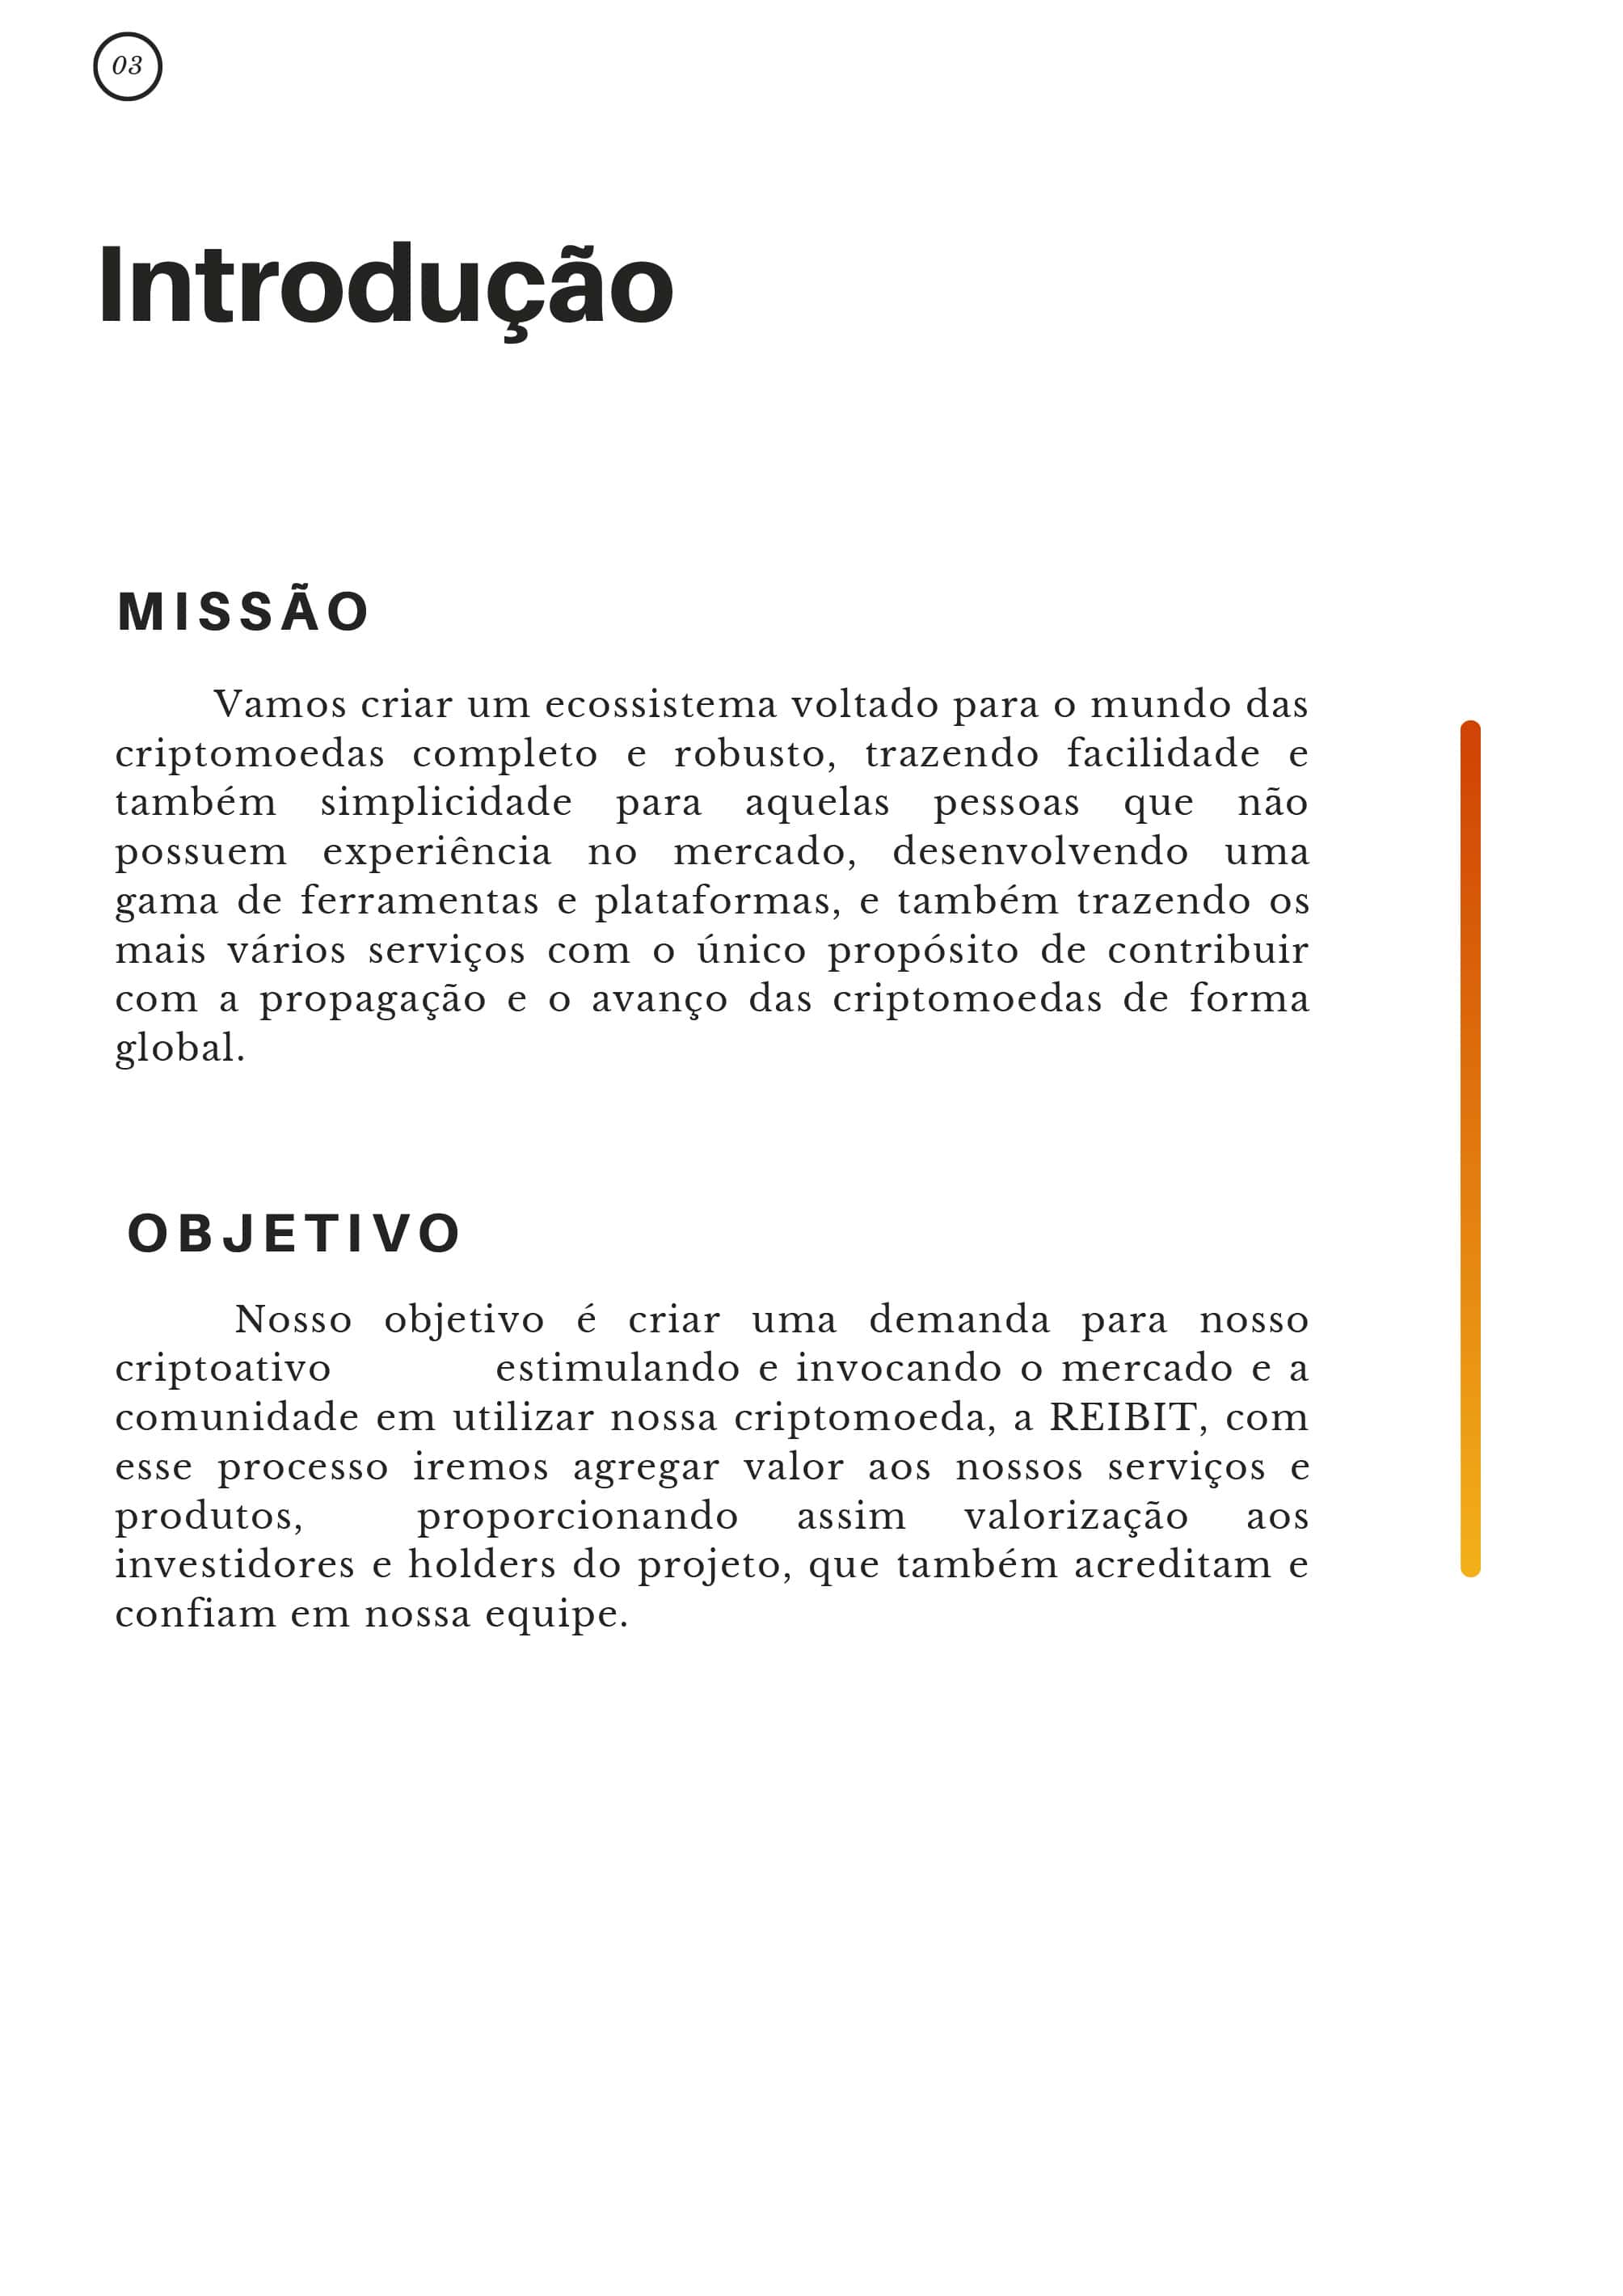 03
Introdução
MISSÃO
Vamos criar um ecossistema voltado para o mundo das
criptomoedas completo e robusto, trazendo facilidade e
também simplicidade para aquelas pessoas que não
possuem experiência no mercado, desenvolvendo uma
gama de ferramentas e plataformas, e também trazendo os
mais vários serviços com o único propósito de contribuir
com a propagação e o avanço das criptomoedas de forma
global.
OBJETIVO
Nosso objetivo é criar uma demanda para nosso
criptoativo estimulando e invocando o mercado e a
comunidade em utilizar nossa criptomoeda, a REIBIT, com
esse processo iremos agregar valor aos nossos serviços e
produtos, proporcionando assim valorização aos
investidores e holders do projeto, que também acreditam e
confiam em nossa equipe.